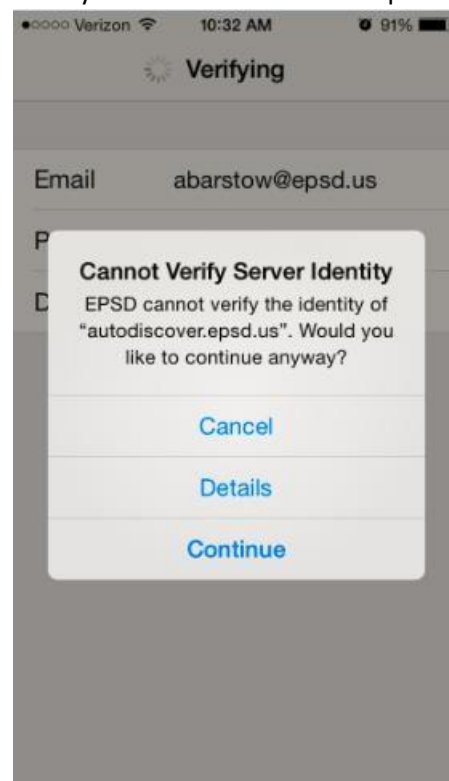 Verizon 10:32 AM 91%
Verifying
Email abarstow@epsd.us
P
Cannot Verify Server Identity
D
EPSD cannot verify the identity of
“autodiscover.epsd.us”. Would you
like to continue anyway?
Cancel
Details
Continue